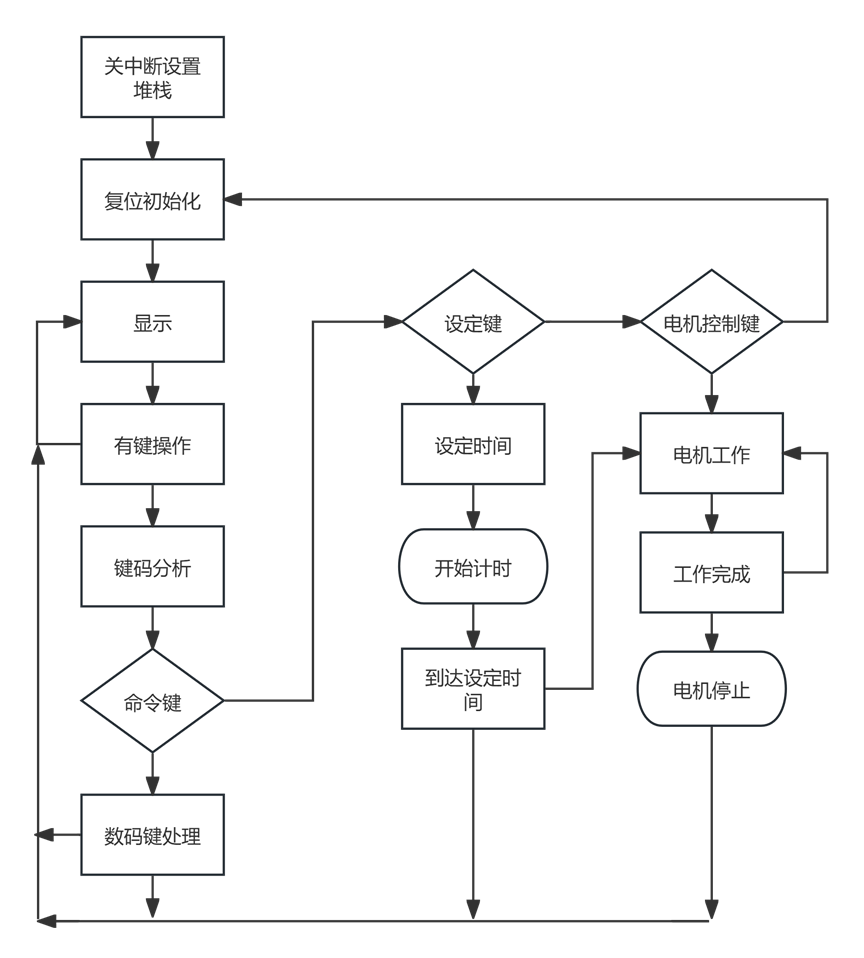 关中断设置
堆栈
复位初始化
显示
有键操作
键码分析
命令键
数码键处理
设定键
设定时间
开始计时
到达设定时
间
电机控制键
电机工作
工作完成
电机停止